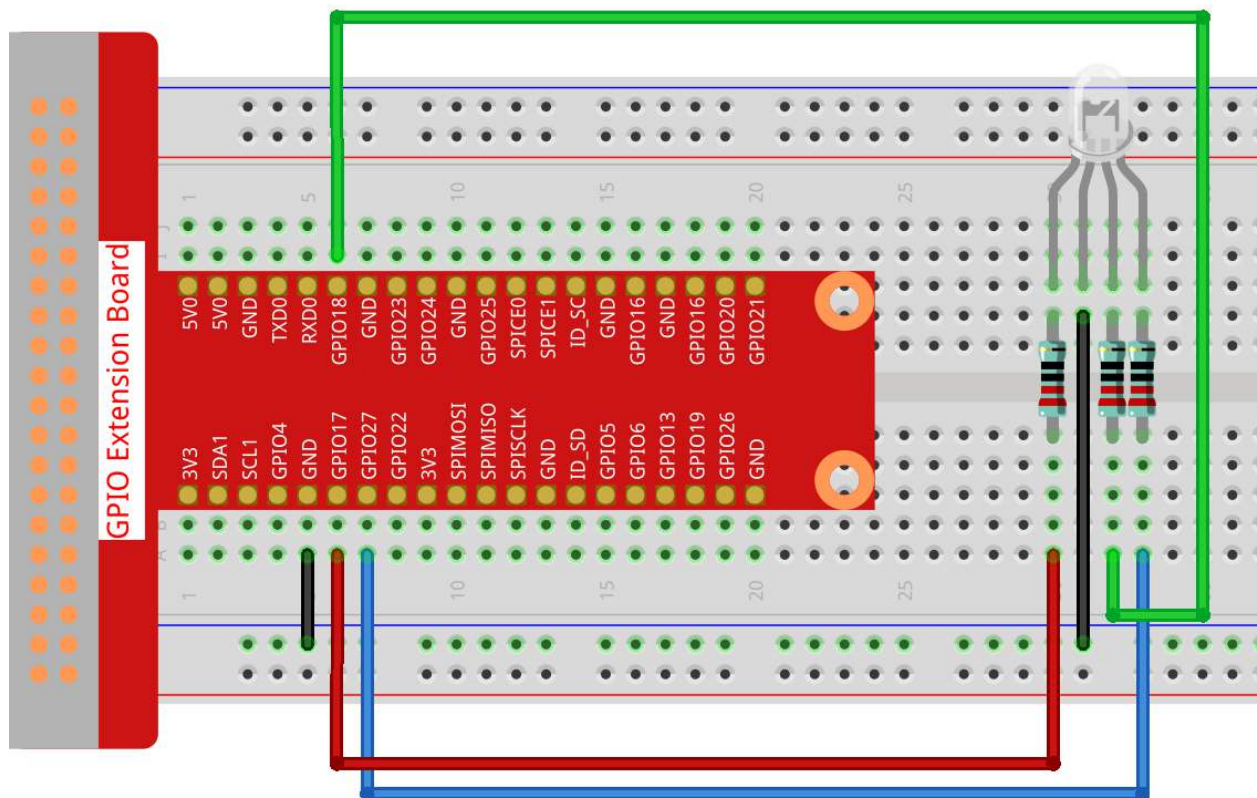 GPIO Extension Board
1
5
10
15
20
25
J
I
5V0
5V0
GND
TXD0
RXD0
GPIO18
GND
GPIO23
GPIO24
GND
GPIO25
SPICE0
SPICE1
ID_SC
GND
GPIO16
GND
GPIO16
GPIO20
GPIO21
3V3
SDA1
SCL1
GPIO4
GND
GPIO17
GPIO27
GPIO22
3V3
SPIMOSI
SPIMISO
SPISCLK
GND
ID_SD
GPIO5
GPIO6
GPIO13
GPIO19
GPIO26
GND
B
A
1
10
15
20
25